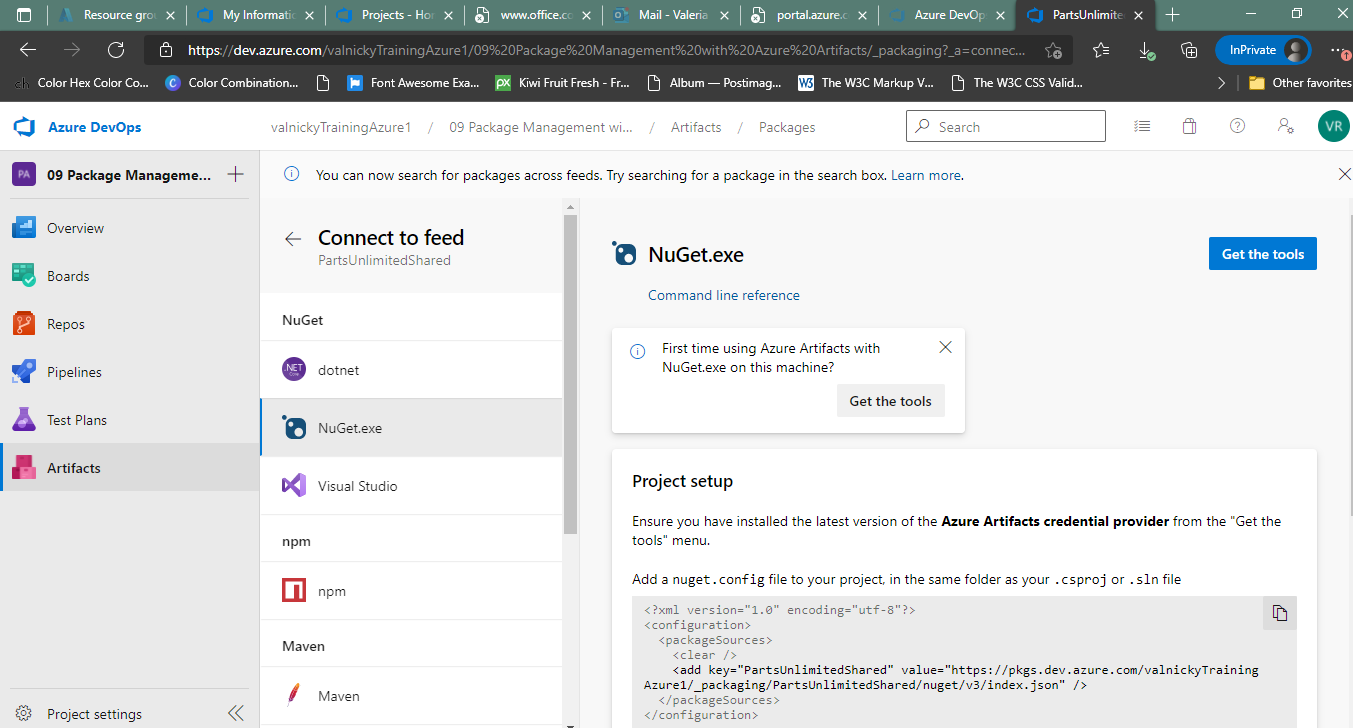 Resource gro
My Informati
Projects - Ho
www.office.co
Mail - Valeria
portal.azure.c
Azure DevOp
PartsUnlimite
https://dev.azure.com/valnickyTrainingAzure1/09%20Package%20Management%20with%20Azure%20Artifacts/_packaging?_a=connec...
InPrivate
Color Hex Color Co...
Color Combination...
Font Awesome Exa...
Kiwi Fruit Fresh - Fr...
Album — Postimag...
The W3C Markup V...
The W3C CSS Valid...
Other favorites
Azure DevOps
valnickyTrainingAzure1 / 09 Package Management wi... / Artifacts / Packages
Search
VR
PA
09 Package Manageme...
You can now search for packages across feeds. Try searching for a package in the search box. Learn more.
Overview
Boards
Repos
Pipelines
Test Plans
Artifacts
Project settings
Connect to feed
PartsUnlimitedShared
NuGet
dotnet
NuGet.exe
Visual Studio
npm
npm
Maven
Maven
NuGet.exe
Get the tools
Command line reference
First time using Azure Artifacts with
NuGet.exe on this machine?
Get the tools
Project setup
Ensure you have installed the latest version of the Azure Artifacts credential provider from the "Get the
tools" menu.
Add a nuget.config file to your project, in the same folder as your .csproj or .sln file
<?xml version="1.0" encoding="utf-8"?>
<configuration>
<packageSources>
<clear />
<add key="PartsUnlimitedShared" value="https://pkgs.dev.azure.com/valnickyTraining
Azure1/_packaging/PartsUnlimitedShared/nuget/v3/index.json" />
</packageSources>
</configuration>